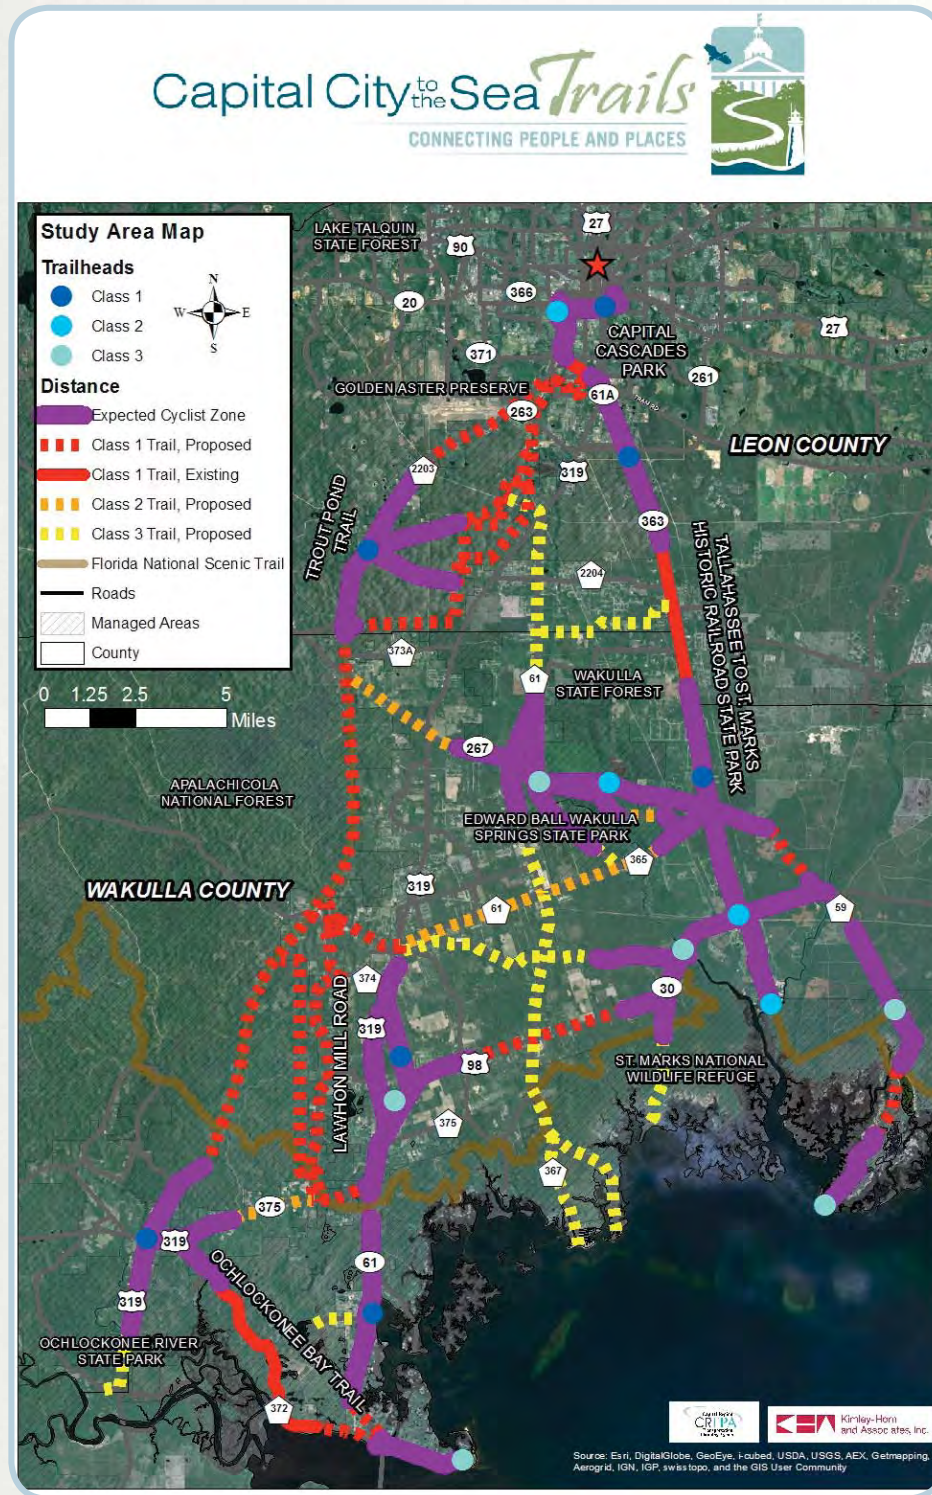 Capital City to the Sea Trails
CONNECTING PEOPLE AND PLACES
Study Area Map
Trailheads
Class 1
Class 2
Class 3
N
W
E
S
Distance
Expected Cyclist Zone
Class 1 Trail, Proposed
Class 1 Trail, Existing
Class 2 Trail, Proposed
Class 3 Trail, Proposed
Florida National Scenic Trail
Roads
Managed Areas
County
0 1.25 2.5 5
Miles
LAKE TALQUIN
STATE FOREST
27
90
366
20
27
371
CAPITAL
CASCADES
PARK
261
GOLDEN ASTER PRESERVE
61A
263
LEON COUNTY
2203
319
TROUT POND
TRAIL
363
TALLAHASSEE TO ST. MARKS
HISTORIC RAILROAD STATE PARK
2204
373A
61
WAKULLA
STATE FOREST
267
APALACHICOLA
NATIONAL FOREST
EDWARD BALL WAKULLA
SPRINGS STATE PARK
365
WAKULLA COUNTY
319
61
59
374
30
LAWHON MILL ROAD
319
98
ST. MARKS NATIONAL
WILDLIFE REFUGE
375
367
375
319
OCHLOCKONEE BAY TRAIL
61
319
OCHLOCKONEE RIVER
STATE PARK
372
CRTPA
Kimley-Horn
and Associates, Inc.
Source: Esri, DigitalGlobe, GeoEye, i-cubed, USDA, USGS, AEX, Getmapping,
Aerogrid, IGN, IGP, swisstopo, and the GIS User Community